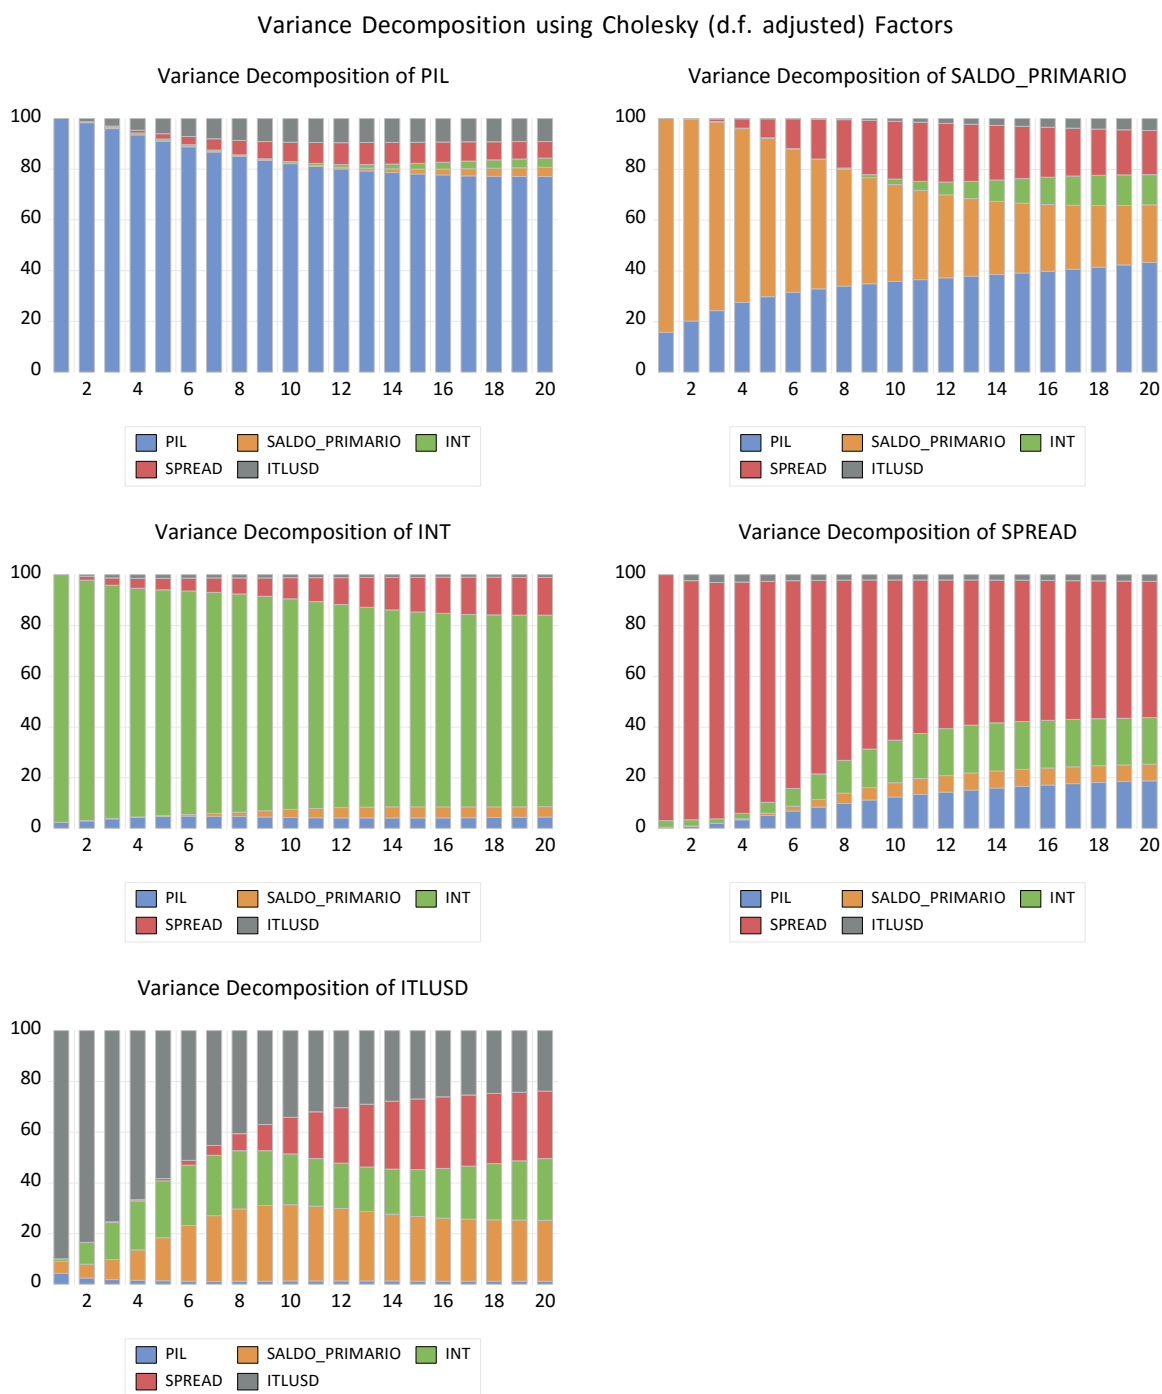 Variance Decomposition using Cholesky (d.f. adjusted) Factors
Variance Decomposition of PIL
100
80
60
40
20
0
2 4 6 8 10 12 14 16 18 20
PIL SALDO_PRIMARIO INT
SPREAD ITLUSD
Variance Decomposition of SALDO_PRIMARIO
100
80
60
40
20
0
2 4 6 8 10 12 14 16 18 20
PIL SALDO_PRIMARIO INT
SPREAD ITLUSD
Variance Decomposition of INT
100
80
60
40
20
0
2 4 6 8 10 12 14 16 18 20
PIL SALDO_PRIMARIO INT
SPREAD ITLUSD
Variance Decomposition of SPREAD
100
80
60
40
20
0
2 4 6 8 10 12 14 16 18 20
PIL SALDO_PRIMARIO INT
SPREAD ITLUSD
Variance Decomposition of ITLUSD
100
80
60
40
20
0
2 4 6 8 10 12 14 16 18 20
PIL SALDO_PRIMARIO INT
SPREAD ITLUSD